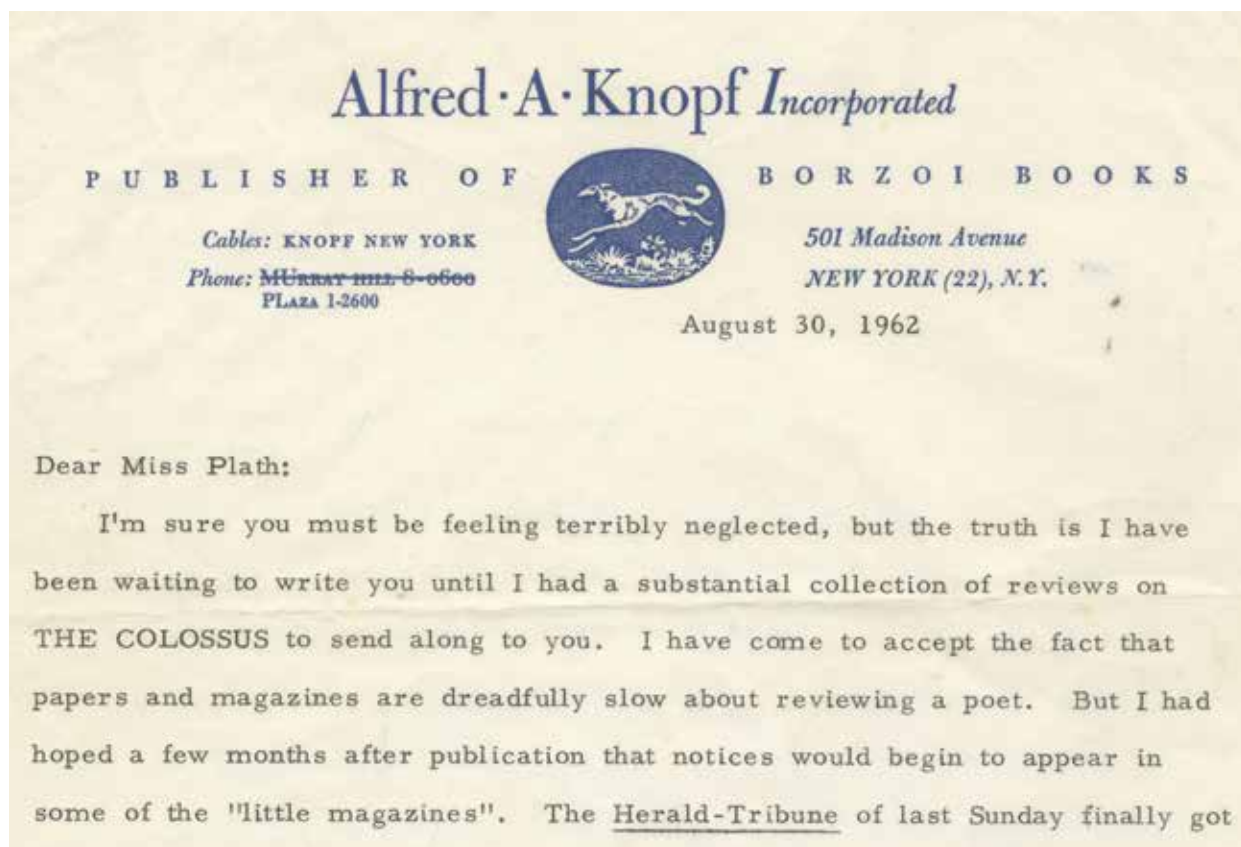 Alfred·A·Knopf Incorporated
PUBLISHER OF BORZOI BOOKS
Cables: KNOPF NEW YORK
Phone: MURRAY HILL 8-0600
PLAZA 1-2600
501 Madison Avenue
NEW YORK (22), N.Y.
August 30, 1962
Dear Miss Plath:
I'm sure you must be feeling terribly neglected, but the truth is I have
been waiting to write you until I had a substantial collection of reviews on
THE COLOSSUS to send along to you. I have come to accept the fact that
papers and magazines are dreadfully slow about reviewing a poet. But I had
hoped a few months after publication that notices would begin to appear in
some of the "little magazines". The Herald-Tribune of last Sunday finally got